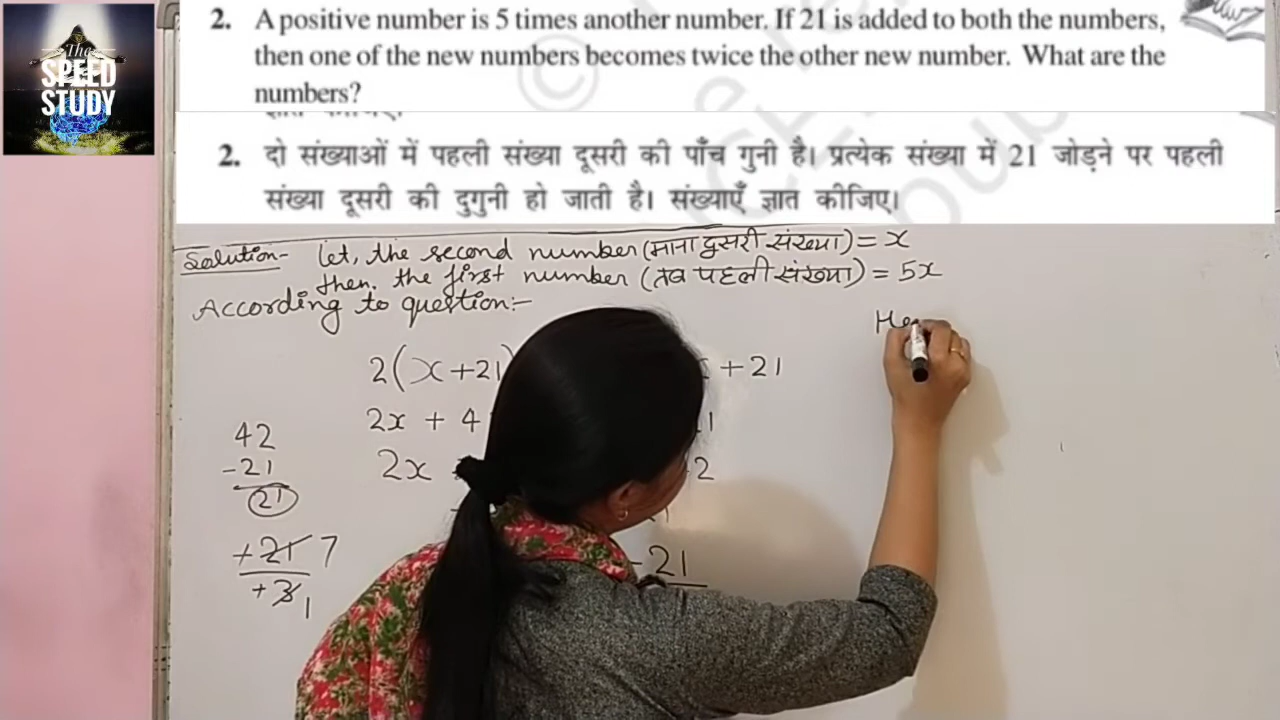 The
SPEED
STUDY
2. A positive number is 5 times another number. If 21 is added to both the numbers,
then one of the new numbers becomes twice the other new number. What are the
numbers?
2. दो संख्याओं में पहली संख्या दूसरी की पाँच गुनी है। प्रत्येक संख्या में 21 जोड़ने पर पहली
संख्या दूसरी की दुगुनी हो जाती है। संख्याएँ ज्ञात कीजिए।
Solution- Let, the second number (माना दुसरी संख्या) = x
then, the first number (तब पहली संख्या) = 5x
According to question:-
He
2(x+21) + 21
2x + 4
2x
42
-21
21
+21 7
+3 1
-21